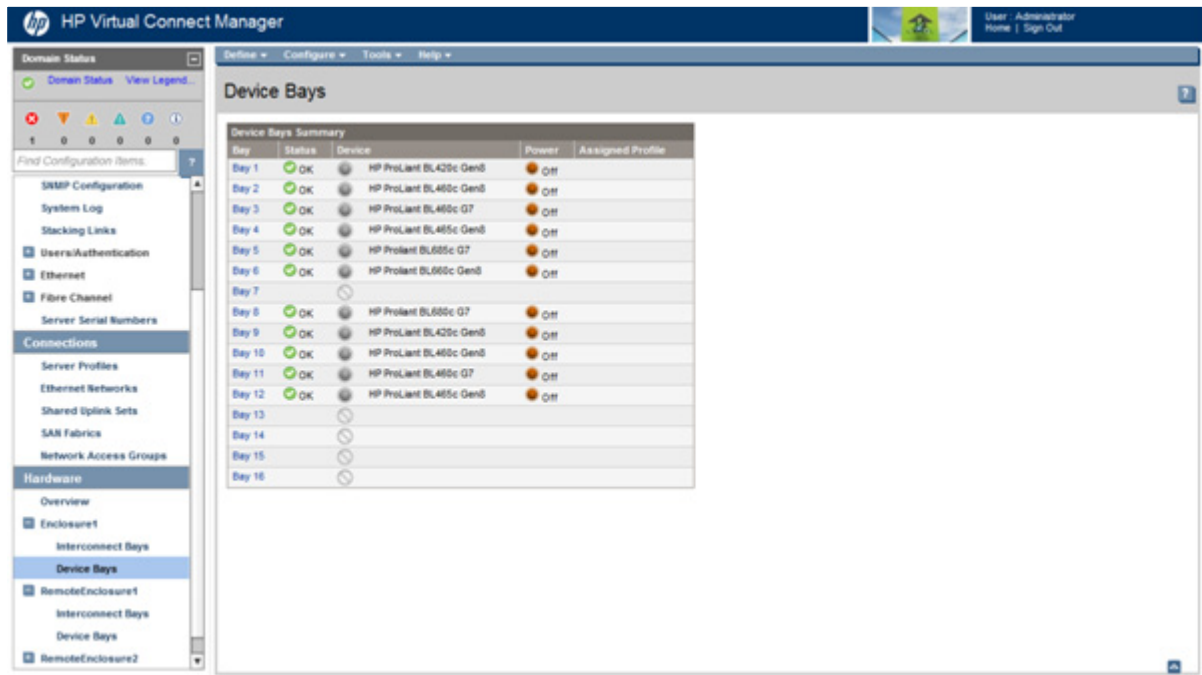 hp HP Virtual Connect Manager
User : Administrator
Home | Sign Out
Domain Status
Domain Status View Legend...
1 0 0 0 0 0
Find Configuration Items.
?
SNMP Configuration
System Log
Stacking Links
Users/Authentication
Ethernet
Fibre Channel
Server Serial Numbers
Connections
Server Profiles
Ethernet Networks
Shared Uplink Sets
SAN Fabrics
Network Access Groups
Hardware
Overview
Enclosure1
Interconnect Bays
Device Bays
RemoteEnclosure1
Interconnect Bays
Device Bays
RemoteEnclosure2
Define Configure Tools Help
Device Bays
?
Device Bays Summary
Bay Status Device Power Assigned Profile
Bay 1 OK HP ProLiant BL420c Gen8 Off
Bay 2 OK HP ProLiant BL460c Gen8 Off
Bay 3 OK HP ProLiant BL460c G7 Off
Bay 4 OK HP ProLiant BL465c Gen8 Off
Bay 5 OK HP Proliant BL685c G7 Off
Bay 6 OK HP ProLiant BL660c Gen8 Off
Bay 7
Bay 8 OK HP Proliant BL680c G7 Off
Bay 9 OK HP ProLiant BL420c Gen8 Off
Bay 10 OK HP ProLiant BL460c Gen8 Off
Bay 11 OK HP ProLiant BL460c G7 Off
Bay 12 OK HP ProLiant BL465c Gen8 Off
Bay 13
Bay 14
Bay 15
Bay 16